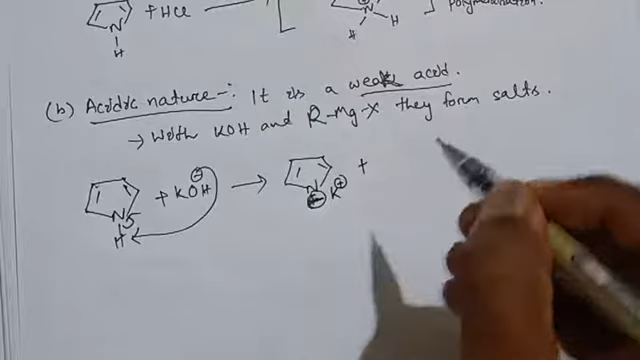 + HCl ⟶
N
H
N
H
H
] Polymerization.
(b) Acidic nature -: It is a weak acid.
→ With KOH and R-Mg-X they form salts.
N
H
+ KOH ⟶
N
⊖
K⊕ +